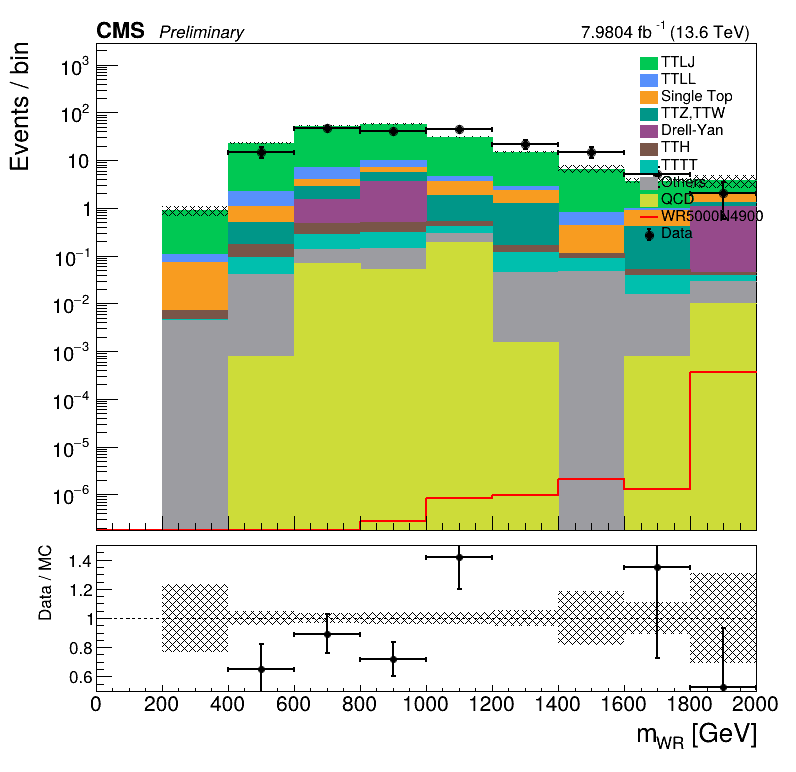 CMS Preliminary 7.9804 fb⁻¹ (13.6 TeV)
Events / bin
10³
10²
10
1
10⁻¹
10⁻²
10⁻³
10⁻⁴
10⁻⁵
10⁻⁶
TTLJ
TTLL
Single Top
TTZ,TTW
Drell-Yan
TTH
TTTT
Others
QCD
WR5000N4900
Data
Data / MC
1.4
1.2
1
0.8
0.6
0 200 400 600 800 1000 1200 1400 1600 1800 2000
m_WR [GeV]